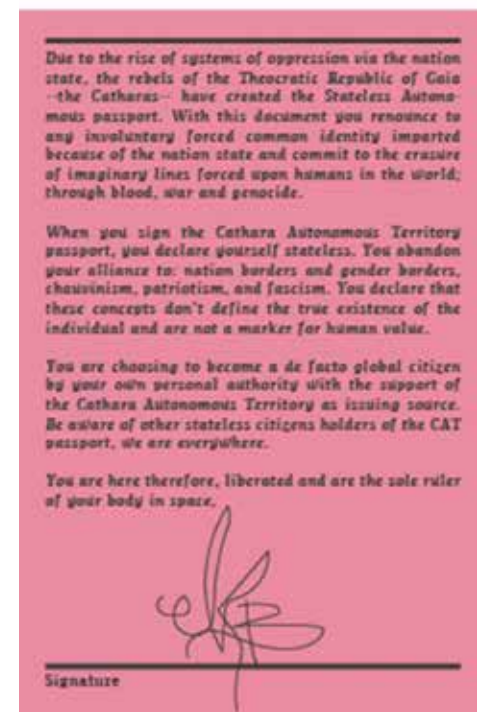 Due to the rise of systems of oppression via the nation
state, the rebels of the Theocratic Republic of Gaia
--the Catharas-- have created the Stateless Autono-
mous passport. With this document you renounce to
any involuntary forced common identity imparted
because of the nation state and commit to the erasure
of imaginary lines forced upon humans in the world;
through blood, war and genocide.
When you sign the Cathara Autonomous Territory
passport, you declare yourself stateless. You abandon
your alliance to: nation borders and gender borders,
chauvinism, patriotism, and fascism. You declare that
these concepts don't define the true existence of the
individual and are not a marker for human value.
You are choosing to become a de facto global citizen
by your own personal authority with the support of
the Cathara Autonomous Territory as issuing source.
Be aware of other stateless citizens holders of the CAT
passport, we are everywhere.
You are here therefore, liberated and are the sole ruler
of your body in space.
Signature